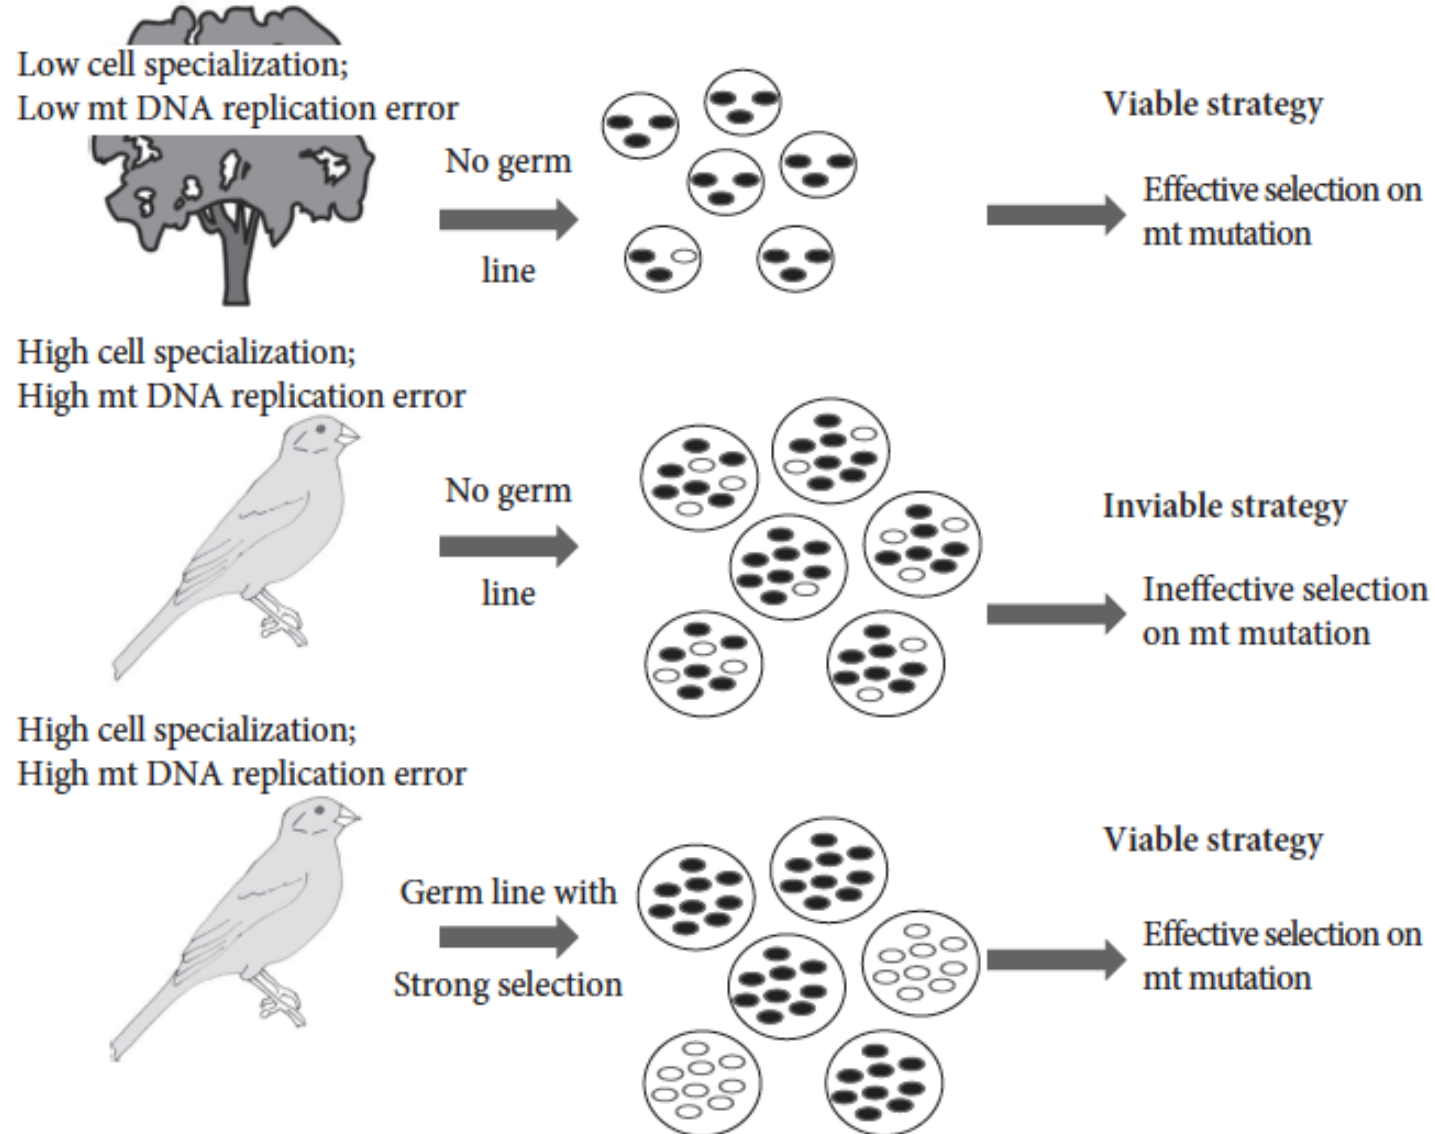 Low cell specialization;
Low mt DNA replication error
No germ
line
Viable strategy
Effective selection on
mt mutation
High cell specialization;
High mt DNA replication error
No germ
line
Inviable strategy
Ineffective selection
on mt mutation
High cell specialization;
High mt DNA replication error
Germ line with
Strong selection
Viable strategy
Effective selection on
mt mutation